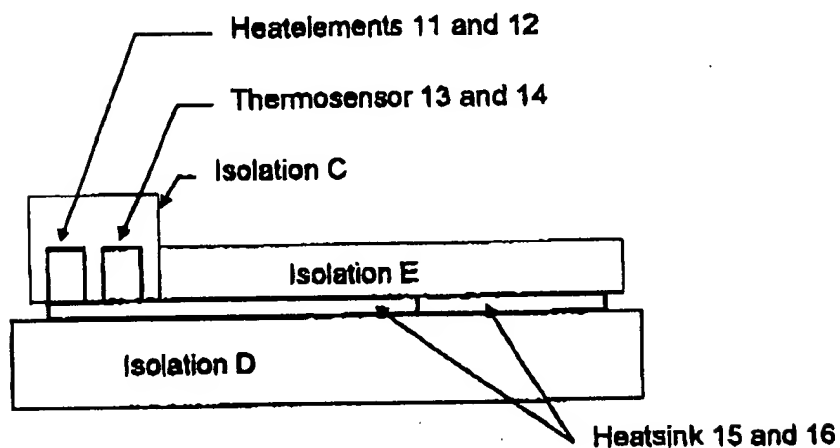 Heatelements 11 and 12
Thermosensor 13 and 14
Isolation C
Isolation E
Isolation D
Heatsink 15 and 16